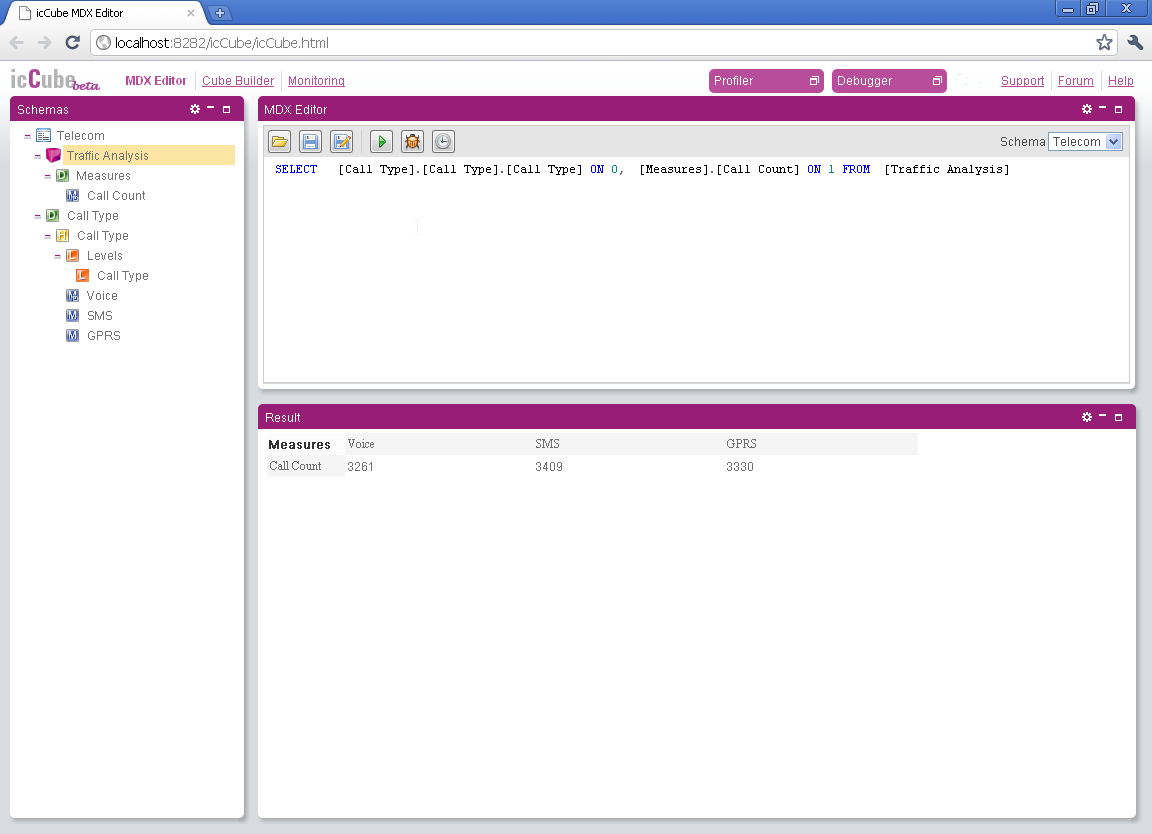 icCube MDX Editor
localhost:8282/icCube/icCube.html
icCube beta MDX Editor Cube Builder Monitoring Profiler Debugger Support Forum Help
Schemas
Telecom
Traffic Analysis
Measures
Call Count
Call Type
Call Type
Levels
Call Type
Voice
SMS
GPRS
MDX Editor
Schema Telecom
SELECT [Call Type].[Call Type].[Call Type] ON 0, [Measures].[Call Count] ON 1 FROM [Traffic Analysis]
Result
Measures Voice SMS GPRS
Call Count 3261 3409 3330